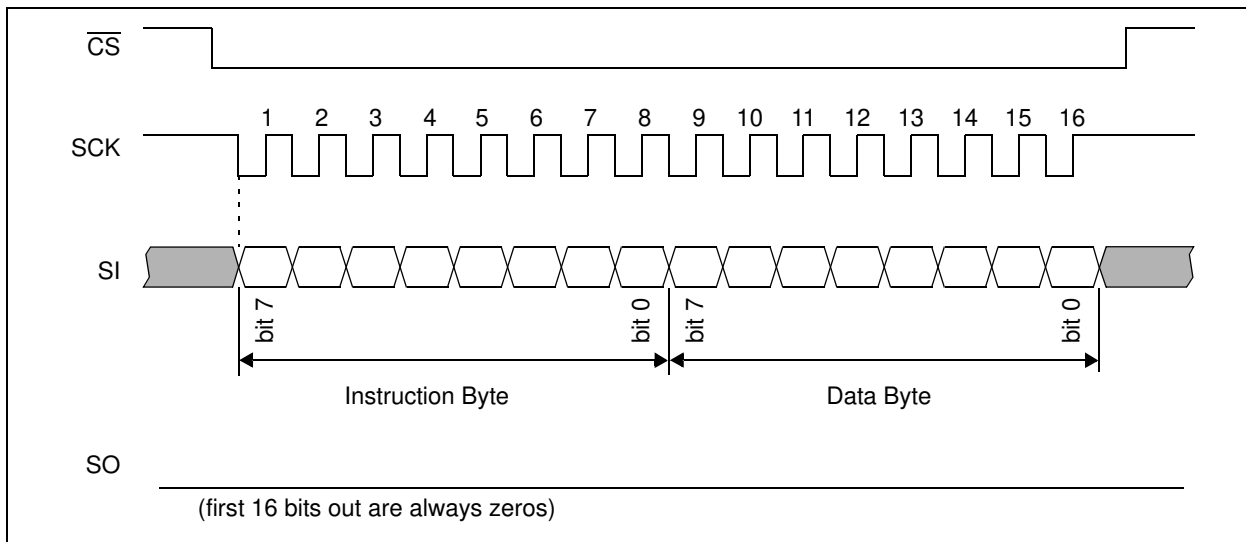 CS
1 2 3 4 5 6 7 8 9 10 11 12 13 14 15 16
SCK
SI
bit 7 bit 0 bit 7 bit 0
Instruction Byte Data Byte
SO
(first 16 bits out are always zeros)